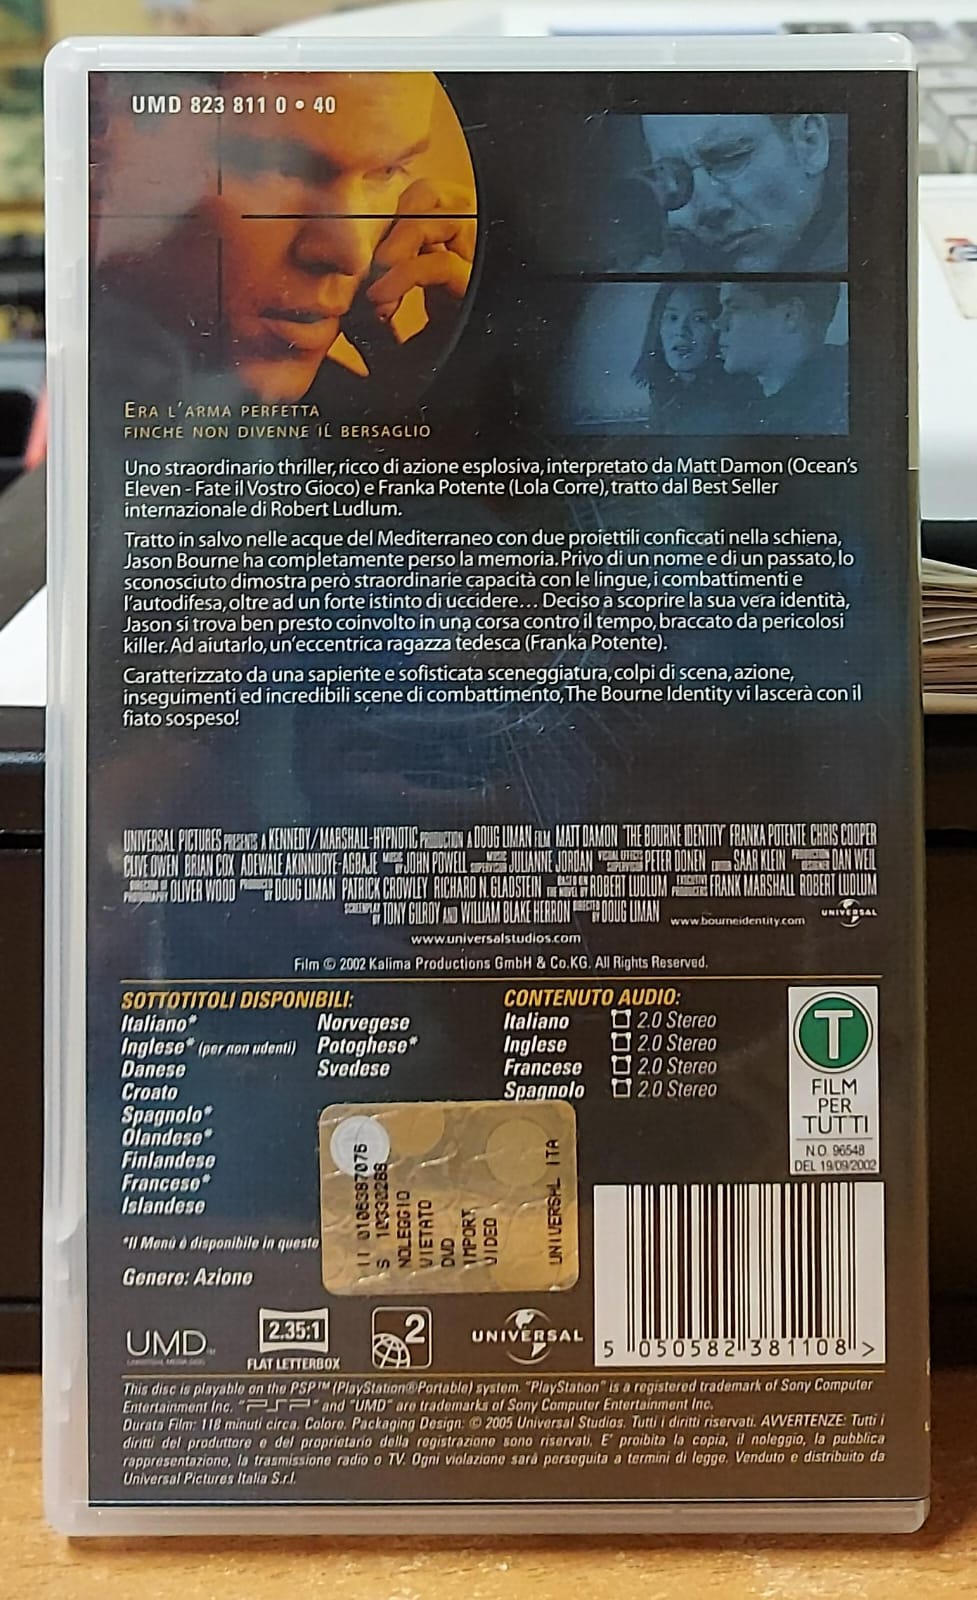 UMD 823 811 0 • 40
ERA L'ARMA PERFETTA
FINCHE NON DIVENNE IL BERSAGLIO
Uno straordinario thriller, ricco di azione esplosiva, interpretato da Matt Damon (Ocean's
Eleven - Fate il Vostro Gioco) e Franka Potente (Lola Corre), tratto dal Best Seller
internazionale di Robert Ludlum.
Tratto in salvo nelle acque del Mediterraneo con due proiettili conficcati nella schiena,
Jason Bourne ha completamente perso la memoria. Privo di un nome e di un passato, lo
sconosciuto dimostra però straordinarie capacità con le lingue, i combattimenti e
l'autodifesa, oltre ad un forte istinto di uccidere... Deciso a scoprire la sua vera identità,
Jason si trova ben presto coinvolto in una corsa contro il tempo, braccato da pericolosi
killer. Ad aiutarlo, un'eccentrica ragazza tedesca (Franka Potente).
Caratterizzato da una sapiente e sofisticata sceneggiatura, colpi di scena, azione,
inseguimenti ed incredibili scene di combattimento, The Bourne Identity vi lascerà con il
fiato sospeso!
UNIVERSAL PICTURES PRESENTS A KENNEDY/MARSHALL-HYPNOTIC PRODUCTION A DOUG LIMAN FILM MATT DAMON "THE BOURNE IDENTITY" FRANKA POTENTE CHRIS COOPER
CLIVE OWEN BRIAN COX ADEWALE AKINNUOYE-AGBAJE MUSIC BY JOHN POWELL MUSIC SUPERVISOR JULIANNE JORDAN VISUAL EFFECTS SUPERVISOR PETER DONEN EDITOR SAAR KLEIN PRODUCTION DESIGNER DAN WEIL
DIRECTOR OF PHOTOGRAPHY OLIVER WOOD PRODUCED BY DOUG LIMAN PATRICK CROWLEY RICHARD N. GLADSTEIN BASED ON THE NOVEL BY ROBERT LUDLUM EXECUTIVE PRODUCERS FRANK MARSHALL ROBERT LUDLUM
SCREENPLAY BY TONY GILROY AND WILLIAM BLAKE HERRON DIRECTED BY DOUG LIMAN www.bourneidentity.com UNIVERSAL
www.universalstudios.com
Film © 2002 Kalima Productions GmbH & Co.KG. All Rights Reserved.
SOTTOTITOLI DISPONIBILI:
Italiano* Norvegese
Inglese* (per non udenti) Potoghese*
Danese Svedese
Croato
Spagnolo*
Olandese*
Finlandese
Francese*
Islandese
*Il Menù è disponibile in queste
Genere: Azione
CONTENUTO AUDIO:
Italiano 2.0 Stereo
Inglese 2.0 Stereo
Francese 2.0 Stereo
Spagnolo 2.0 Stereo
T
FILM
PER
TUTTI
N.O. 96548
DEL 19/09/2002
II 0106387076
S 10330288
NOLEGGIO
VIETATO
DVD
IMPORT
VIDEO
UNIVERSAL ITA
UMD™
2.35:1
FLAT LETTERBOX
2
UNIVERSAL
5 050582 381108 >
This disc is playable on the PSP™ (PlayStation®Portable) system. "PlayStation" is a registered trademark of Sony Computer
Entertainment Inc. "PSP" and "UMD" are trademarks of Sony Computer Entertainment Inc.
Durata Film: 118 minuti circa. Colore. Packaging Design: © 2005 Universal Studios. Tutti i diritti riservati. AVVERTENZE: Tutti i
diritti del produttore e del proprietario della registrazione sono riservati. E' proibita la copia, il noleggio, la pubblica
rappresentazione, la trasmissione radio o TV. Ogni violazione sarà perseguita a termini di legge. Venduto e distribuito da
Universal Pictures Italia S.r.l.